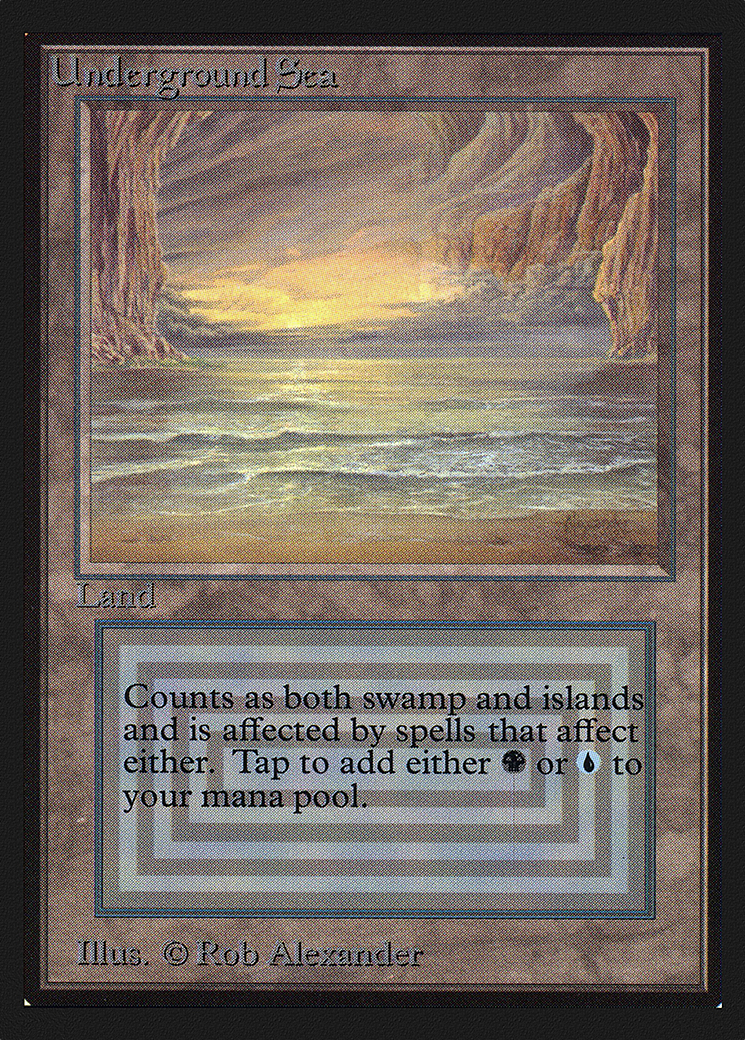 Underground Sea
Land
Counts as both swamp and islands
and is affected by spells that affect
either. Tap to add either or to
your mana pool.
Illus. © Rob Alexander